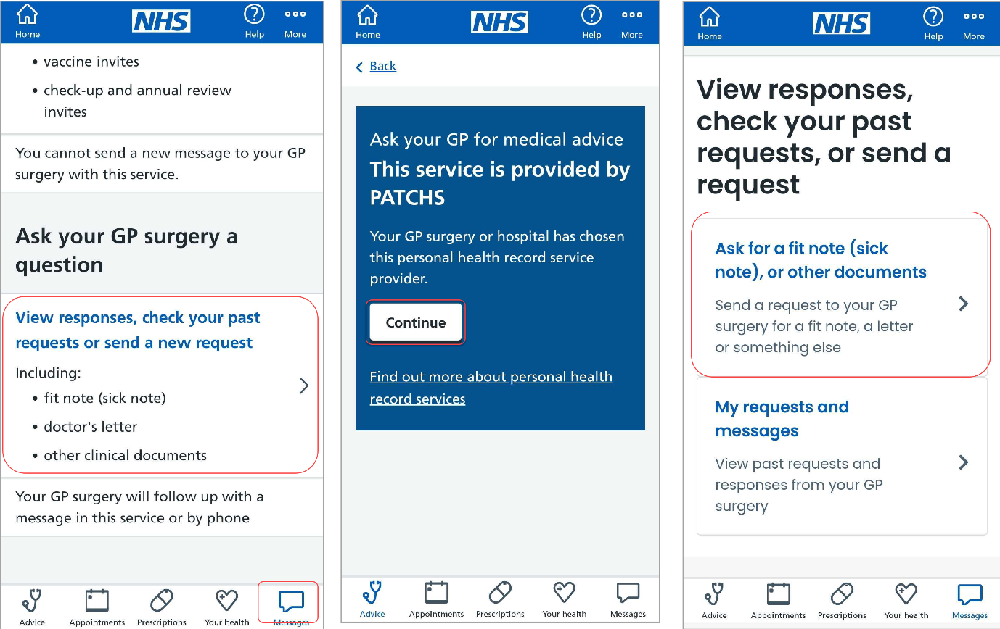 Home
NHS
Help
More
• vaccine invites
• check-up and annual review
invites
You cannot send a new message to your GP
surgery with this service.
Ask your GP surgery a
question
View responses, check your past
requests or send a new request
Including:
• fit note (sick note)
• doctor's letter
• other clinical documents
Your GP surgery will follow up with a
message in this service or by phone
Advice
Appointments
Prescriptions
Your health
Messages
Home
NHS
Help
More
Back
Ask your GP for medical advice
This service is provided by
PATCHS
Your GP surgery or hospital has chosen
this personal health record service
provider.
Continue
Find out more about personal health
record services
Advice
Appointments
Prescriptions
Your health
Messages
Home
NHS
Help
More
View responses,
check your past
requests, or send a
request
Ask for a fit note (sick
note), or other documents
Send a request to your GP
surgery for a fit note, a letter
or something else
My requests and
messages
View past requests and
responses from your GP
surgery
Advice
Appointments
Prescriptions
Your health
Messages